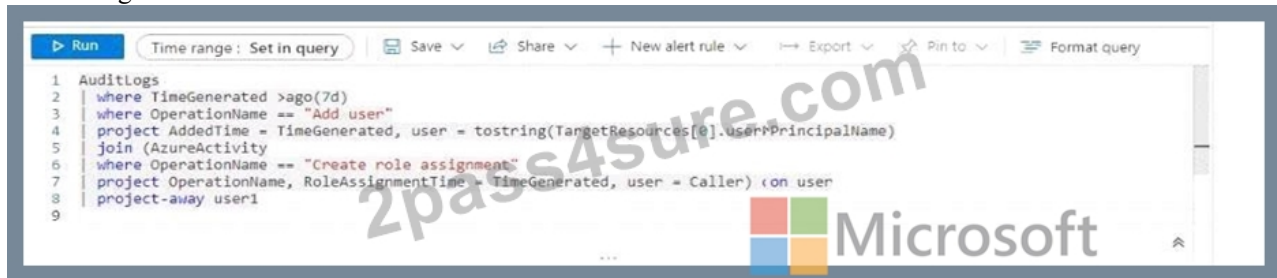 Run Time range : Set in query Save Share New alert rule Export Pin to Format query
1 AuditLogs
2 | where TimeGenerated >ago(7d)
3 | where OperationName == "Add user"
4 | project AddedTime = TimeGenerated, user = tostring(TargetResources[0].userPrincipalName)
5 | join (AzureActivity
6 | where OperationName == "Create role assignment"
7 | project OperationName, RoleAssignmentTime = TimeGenerated, user = Caller) on user
8 | project-away user1
9
...
2pass4sure.com
Microsoft